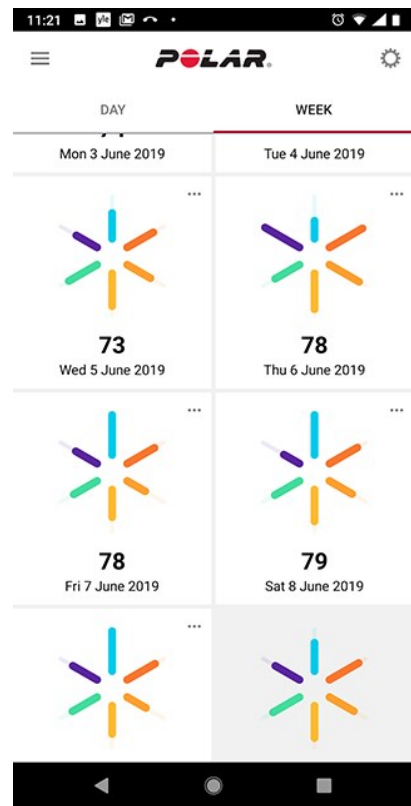 11:21
POLAR
DAY WEEK
Mon 3 June 2019 Tue 4 June 2019
73 78
Wed 5 June 2019 Thu 6 June 2019
78 79
Fri 7 June 2019 Sat 8 June 2019